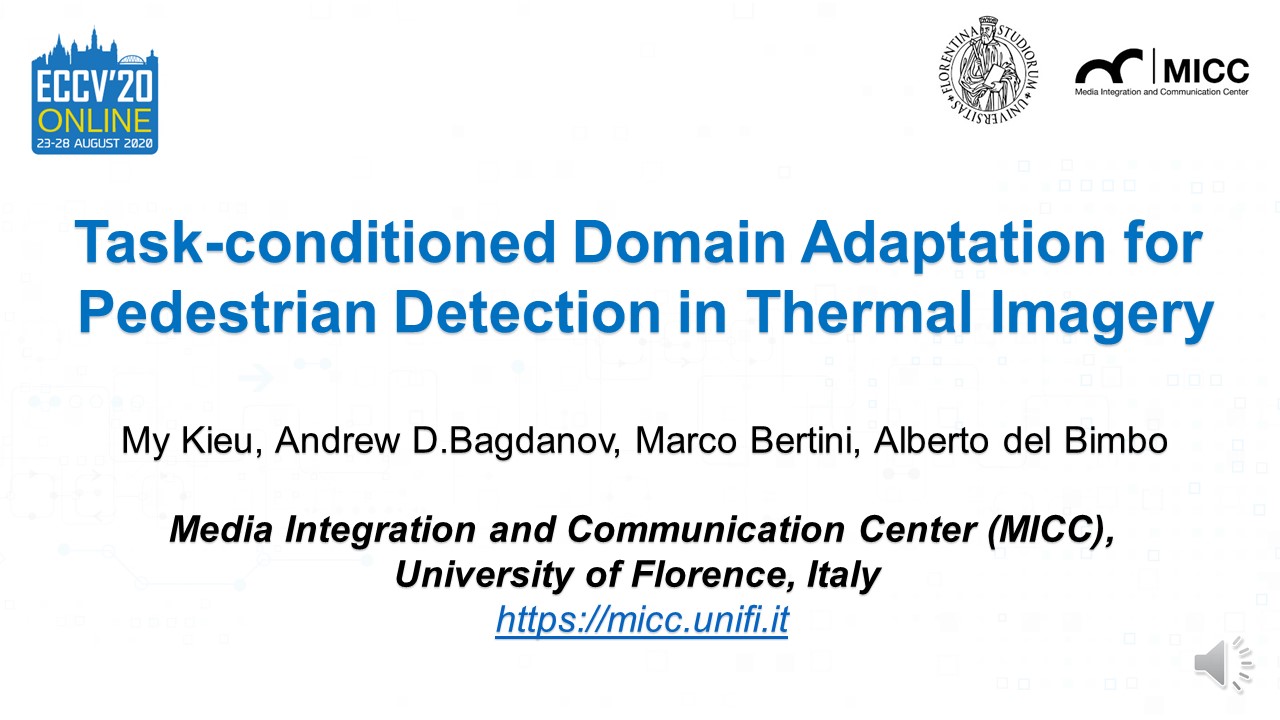 ECCV'20
ONLINE
23-28 AUGUST 2020
FLORENTINA STUDIORUM UNIVERSITAS
MICC
Media Integration and Communication Center
Task-conditioned Domain Adaptation for
Pedestrian Detection in Thermal Imagery
My Kieu, Andrew D.Bagdanov, Marco Bertini, Alberto del Bimbo
Media Integration and Communication Center (MICC),
University of Florence, Italy
https://micc.unifi.it